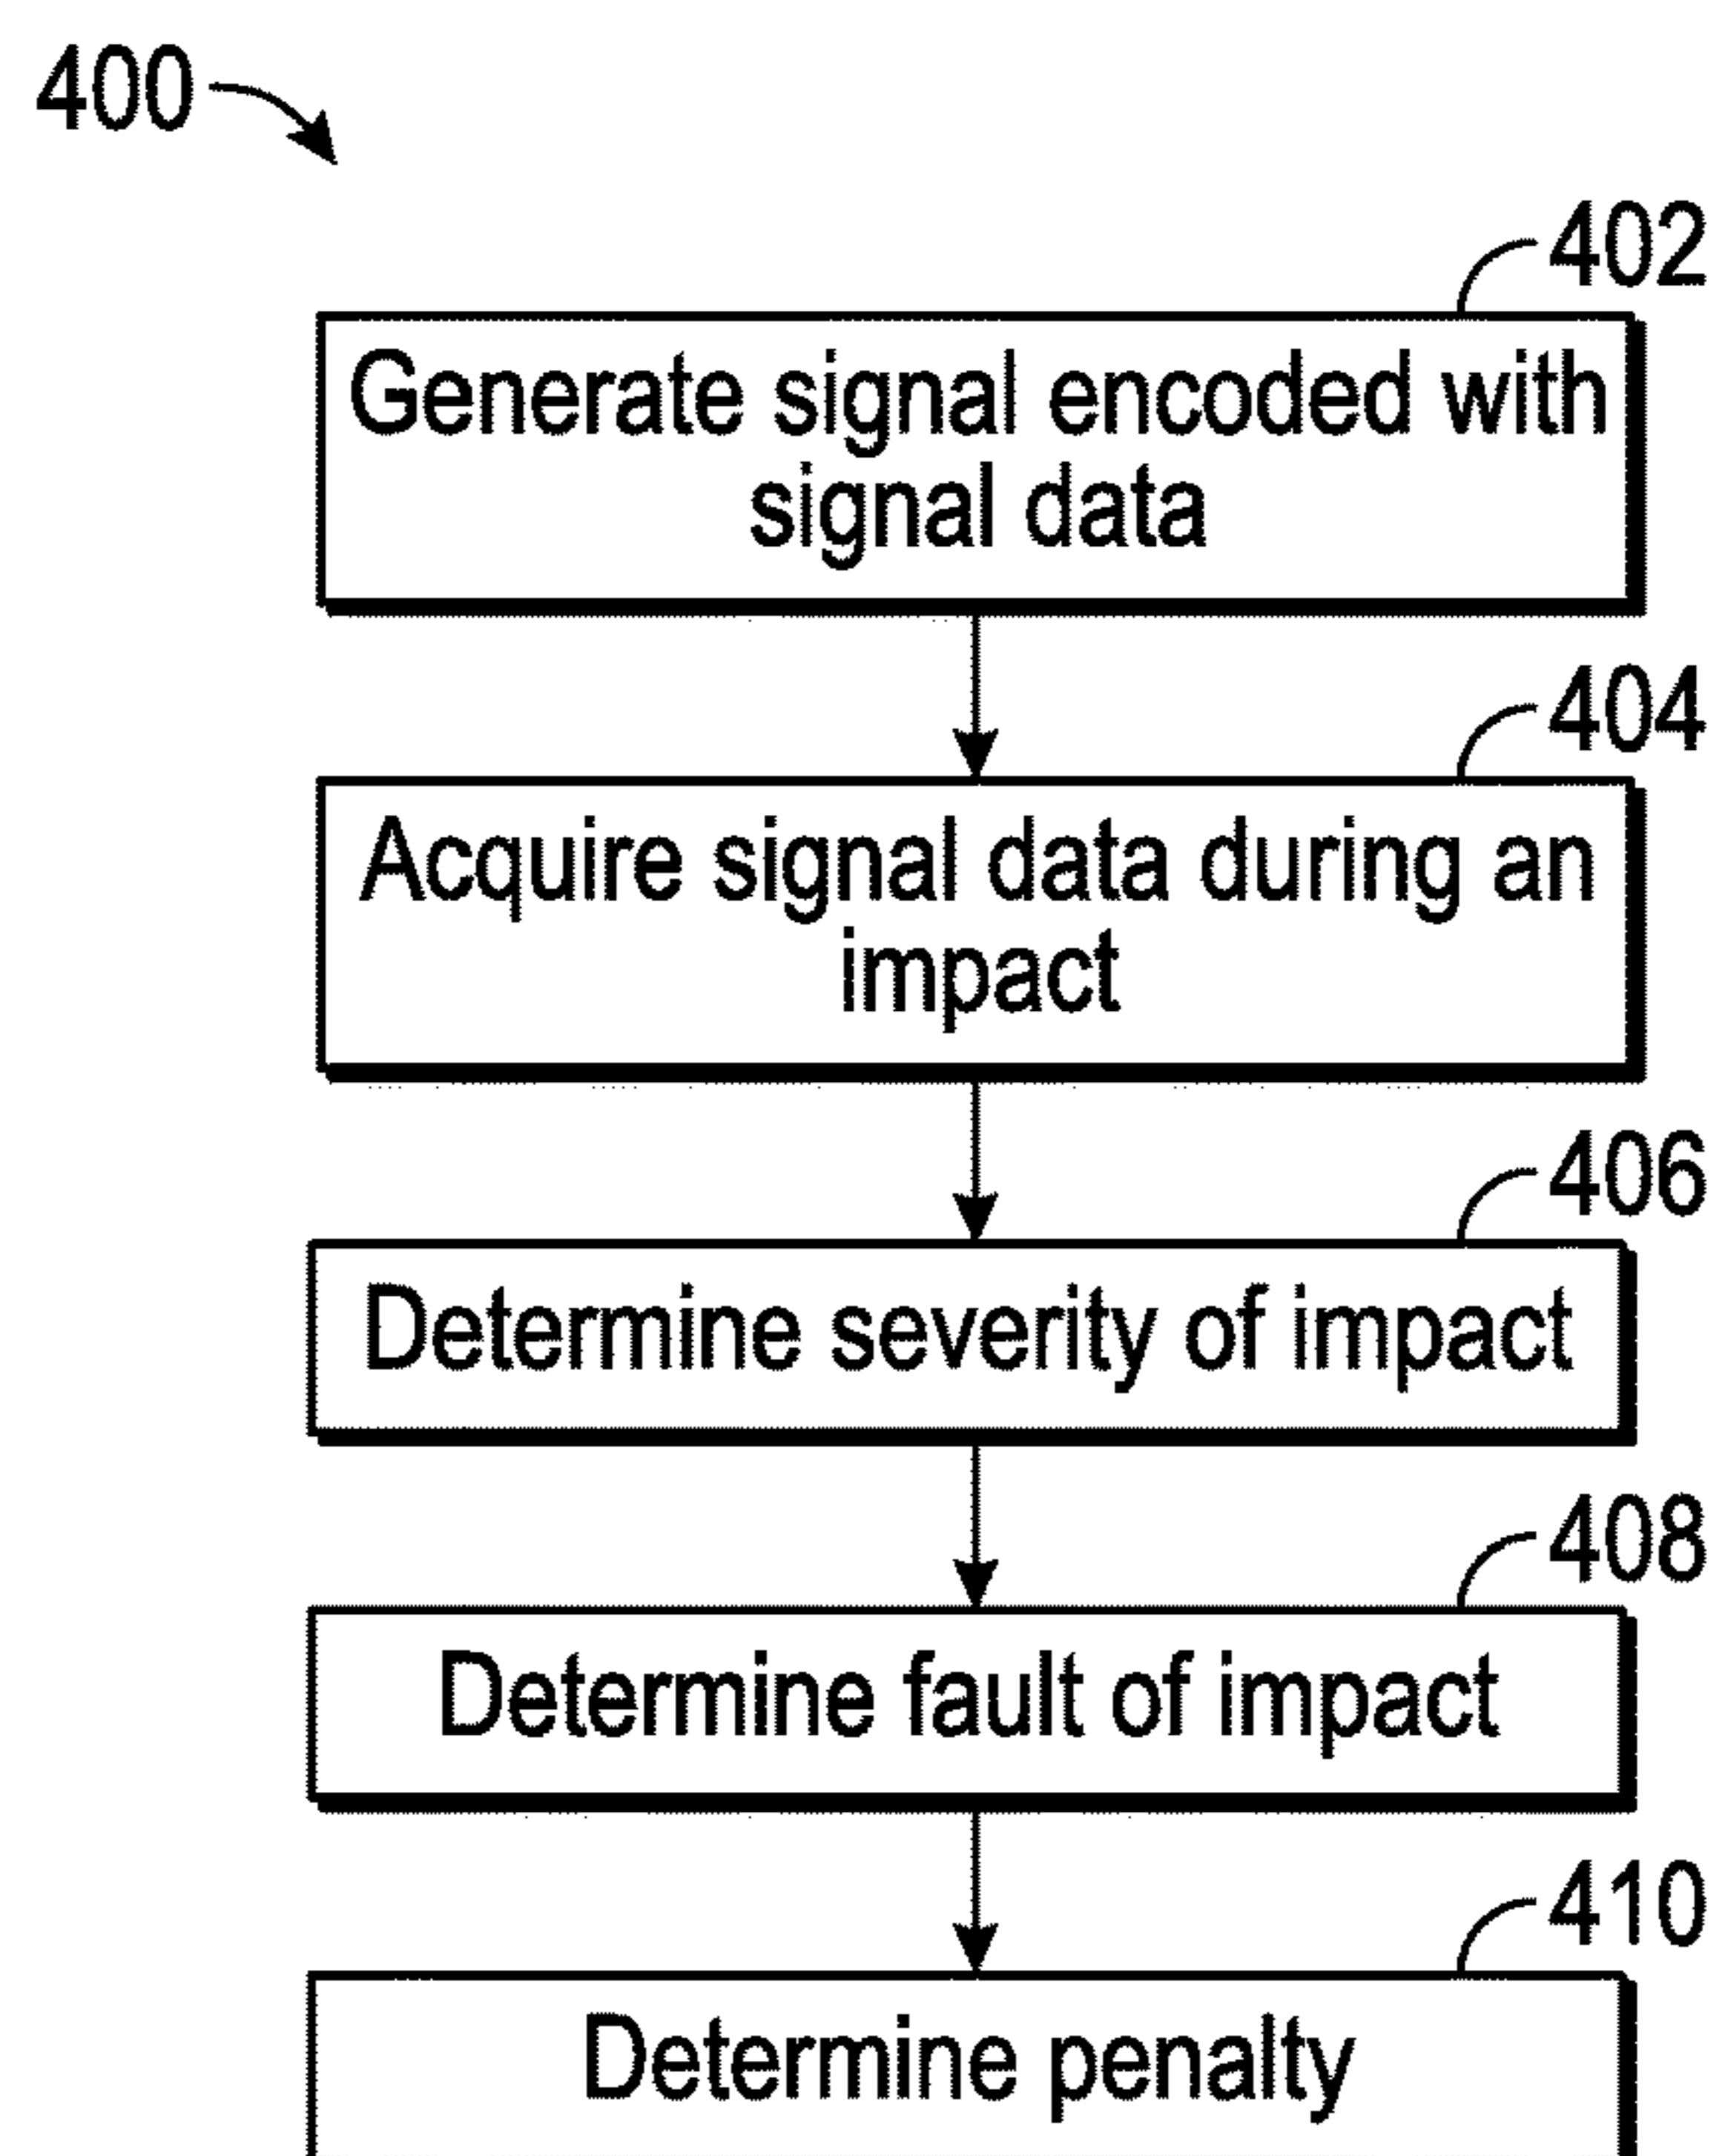 400
402
Generate signal encoded with
signal data
404
Acquire signal data during an
impact
406
Determine severity of impact
408
Determine fault of impact
410
Determine penalty